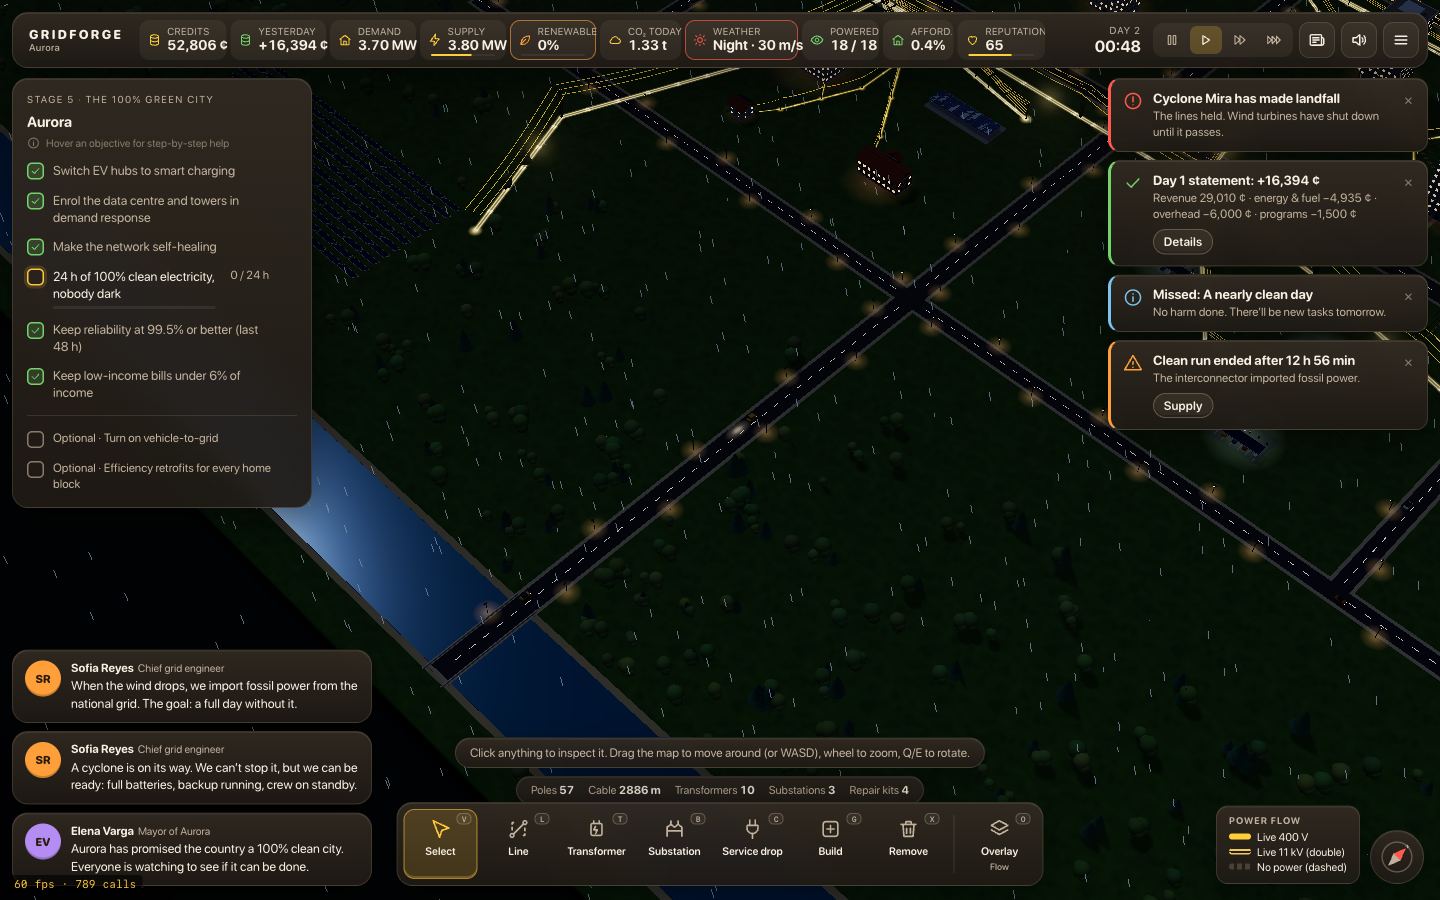 GRIDFORGE
Aurora
CREDITS
52,806 ¢
YESTERDAY
+16,394 ¢
DEMAND
3.70 MW
SUPPLY
3.80 MW
RENEWABLE
0%
CO₂ TODAY
1.33 t
WEATHER
Night · 30 m/s
POWERED
18 / 18
AFFORD.
0.4%
REPUTATION
65
DAY 2
00:48
STAGE 5 · THE 100% GREEN CITY
Aurora
Hover an objective for step-by-step help
Switch EV hubs to smart charging
Enrol the data centre and towers in
demand response
Make the network self-healing
24 h of 100% clean electricity,
nobody dark
0 / 24 h
Keep reliability at 99.5% or better (last
48 h)
Keep low-income bills under 6% of
income
Optional · Turn on vehicle-to-grid
Optional · Efficiency retrofits for every home
block
Cyclone Mira has made landfall
The lines held. Wind turbines have shut down
until it passes.
Day 1 statement: +16,394 ¢
Revenue 29,010 ¢ · energy & fuel −4,935 ¢ ·
overhead −6,000 ¢ · programs −1,500 ¢
Details
Missed: A nearly clean day
No harm done. There'll be new tasks tomorrow.
Clean run ended after 12 h 56 min
The interconnector imported fossil power.
Supply
SR
Sofia Reyes Chief grid engineer
When the wind drops, we import fossil power from the
national grid. The goal: a full day without it.
SR
Sofia Reyes Chief grid engineer
A cyclone is on its way. We can't stop it, but we can be
ready: full batteries, backup running, crew on standby.
EV
Elena Varga Mayor of Aurora
Aurora has promised the country a 100% clean city.
Everyone is watching to see if it can be done.
60 fps · 789 calls
Click anything to inspect it. Drag the map to move around (or WASD), wheel to zoom, Q/E to rotate.
Poles 57 Cable 2886 m Transformers 10 Substations 3 Repair kits 4
V
Select
L
Line
T
Transformer
B
Substation
C
Service drop
G
Build
X
Remove
O
Overlay
Flow
POWER FLOW
Live 400 V
Live 11 kV (double)
No power (dashed)